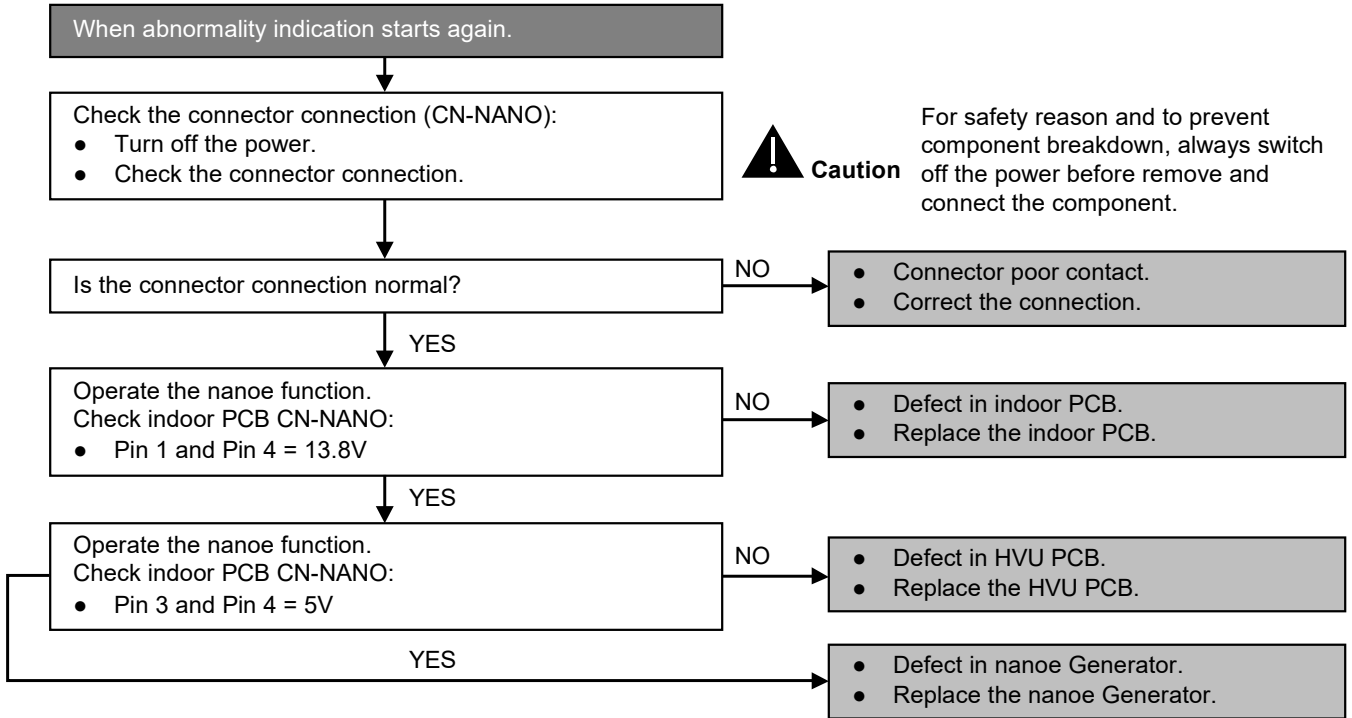 When abnormality indication starts again.
Check the connector connection (CN-NANO):
● Turn off the power.
● Check the connector connection.
Caution
For safety reason and to prevent
component breakdown, always switch
off the power before remove and
connect the component.
Is the connector connection normal?
NO
● Connector poor contact.
● Correct the connection.
YES
Operate the nanoe function.
Check indoor PCB CN-NANO:
● Pin 1 and Pin 4 = 13.8V
NO
● Defect in indoor PCB.
● Replace the indoor PCB.
YES
Operate the nanoe function.
Check indoor PCB CN-NANO:
● Pin 3 and Pin 4 = 5V
NO
● Defect in HVU PCB.
● Replace the HVU PCB.
YES
● Defect in nanoe Generator.
● Replace the nanoe Generator.